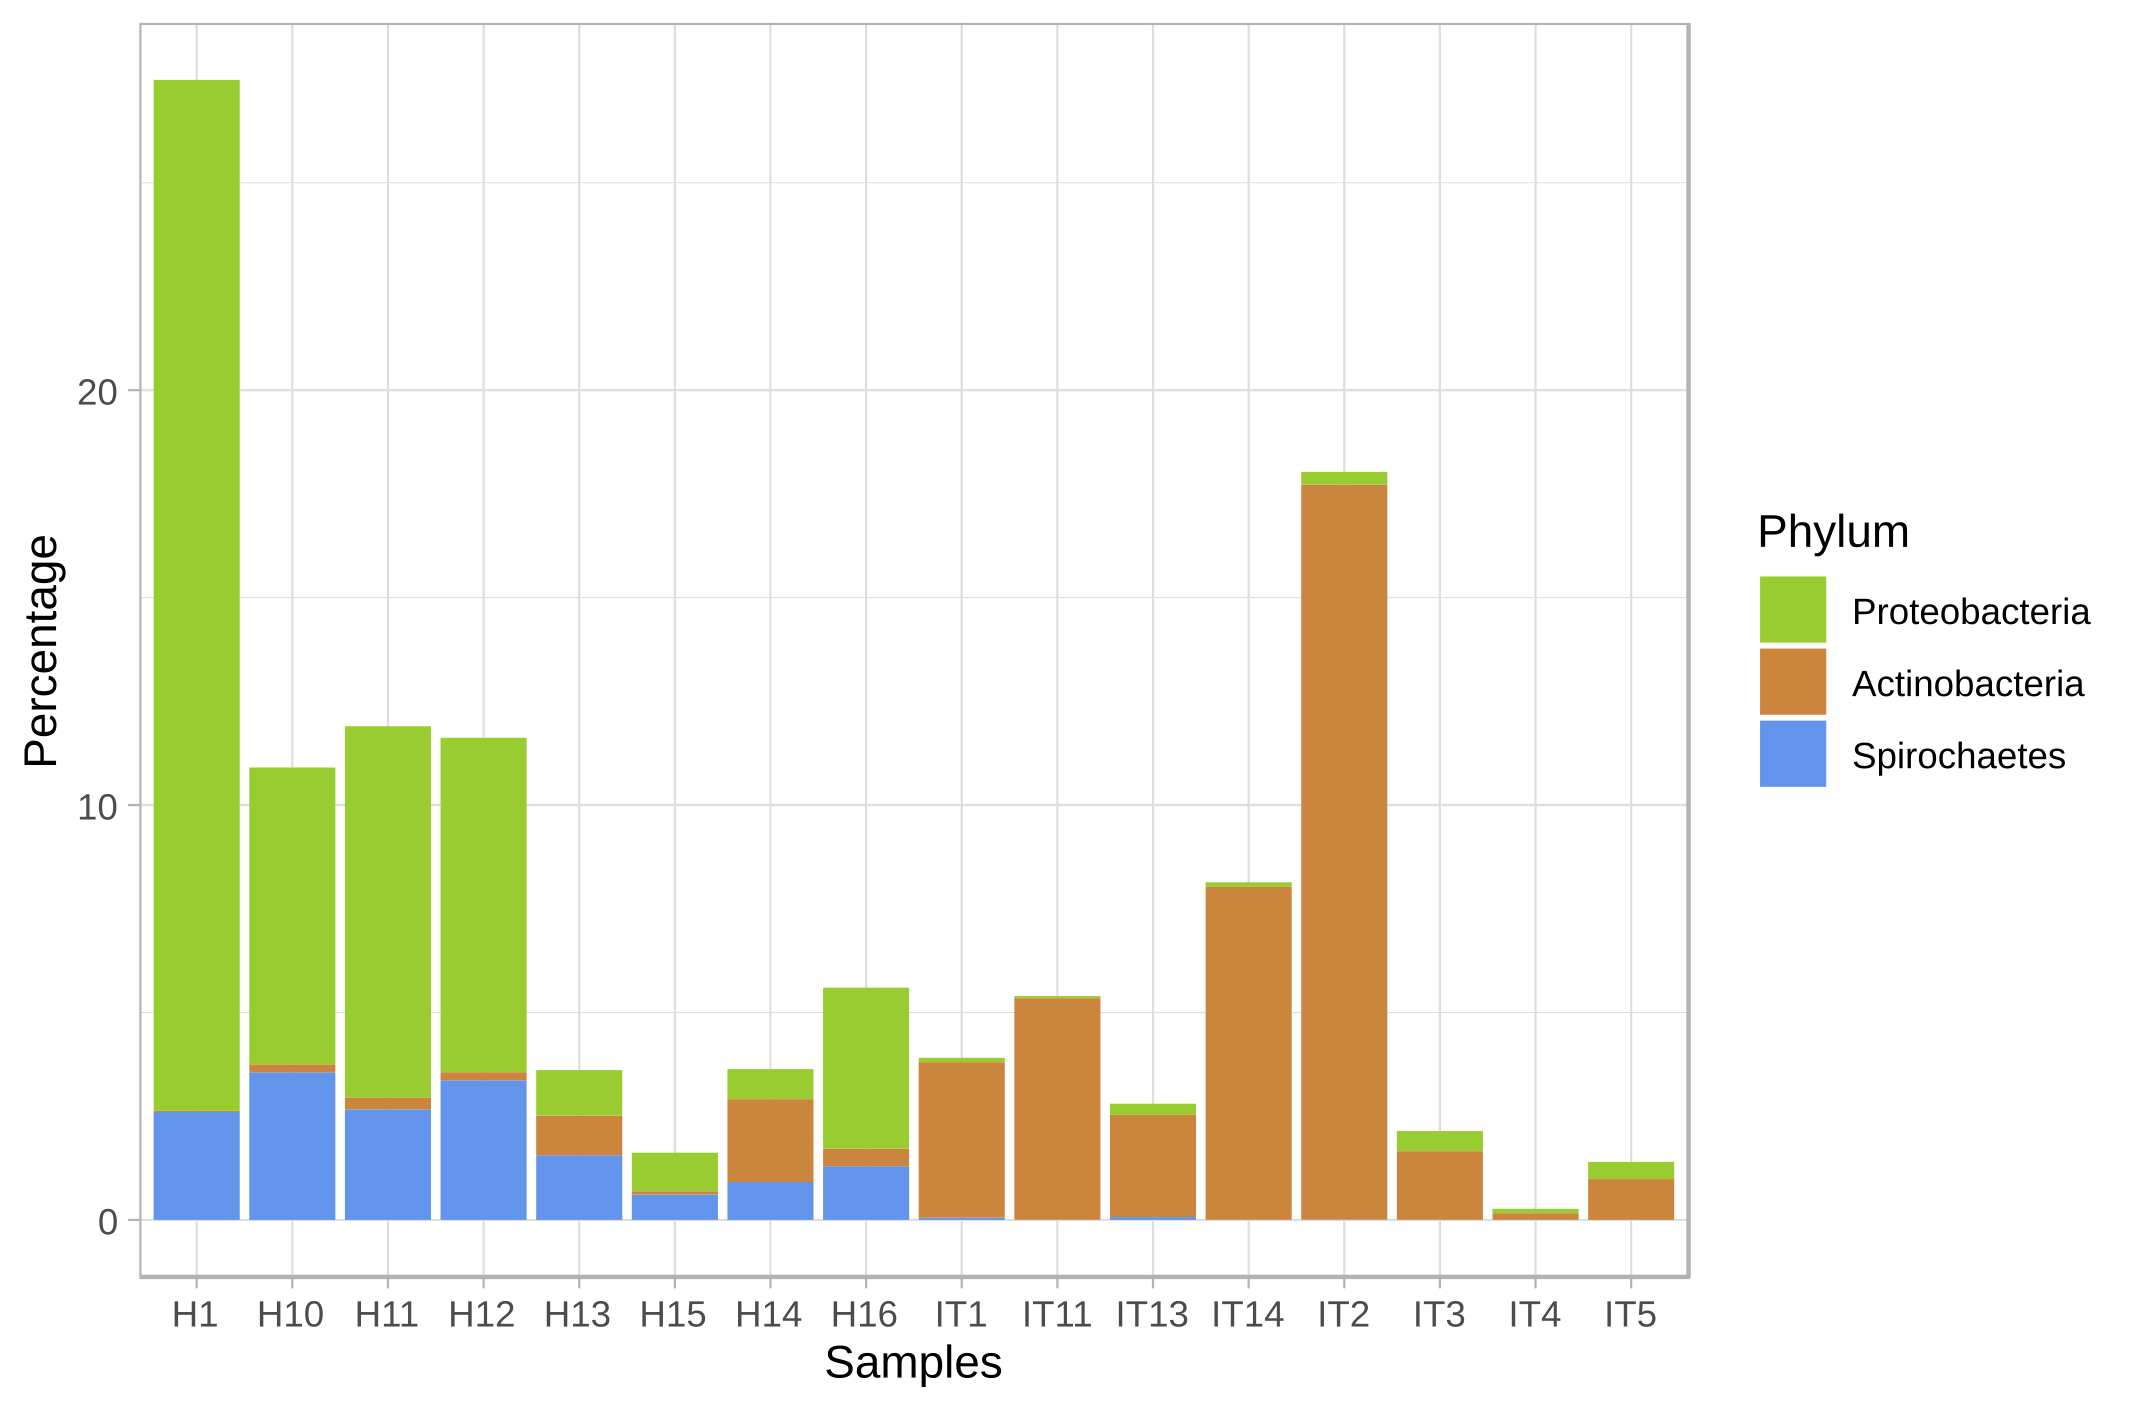 Percentage
20
10
0
H1 H10 H11 H12 H13 H15 H14 H16 IT1 IT11 IT13 IT14 IT2 IT3 IT4 IT5
Samples
Phylum
Proteobacteria
Actinobacteria
Spirochaetes